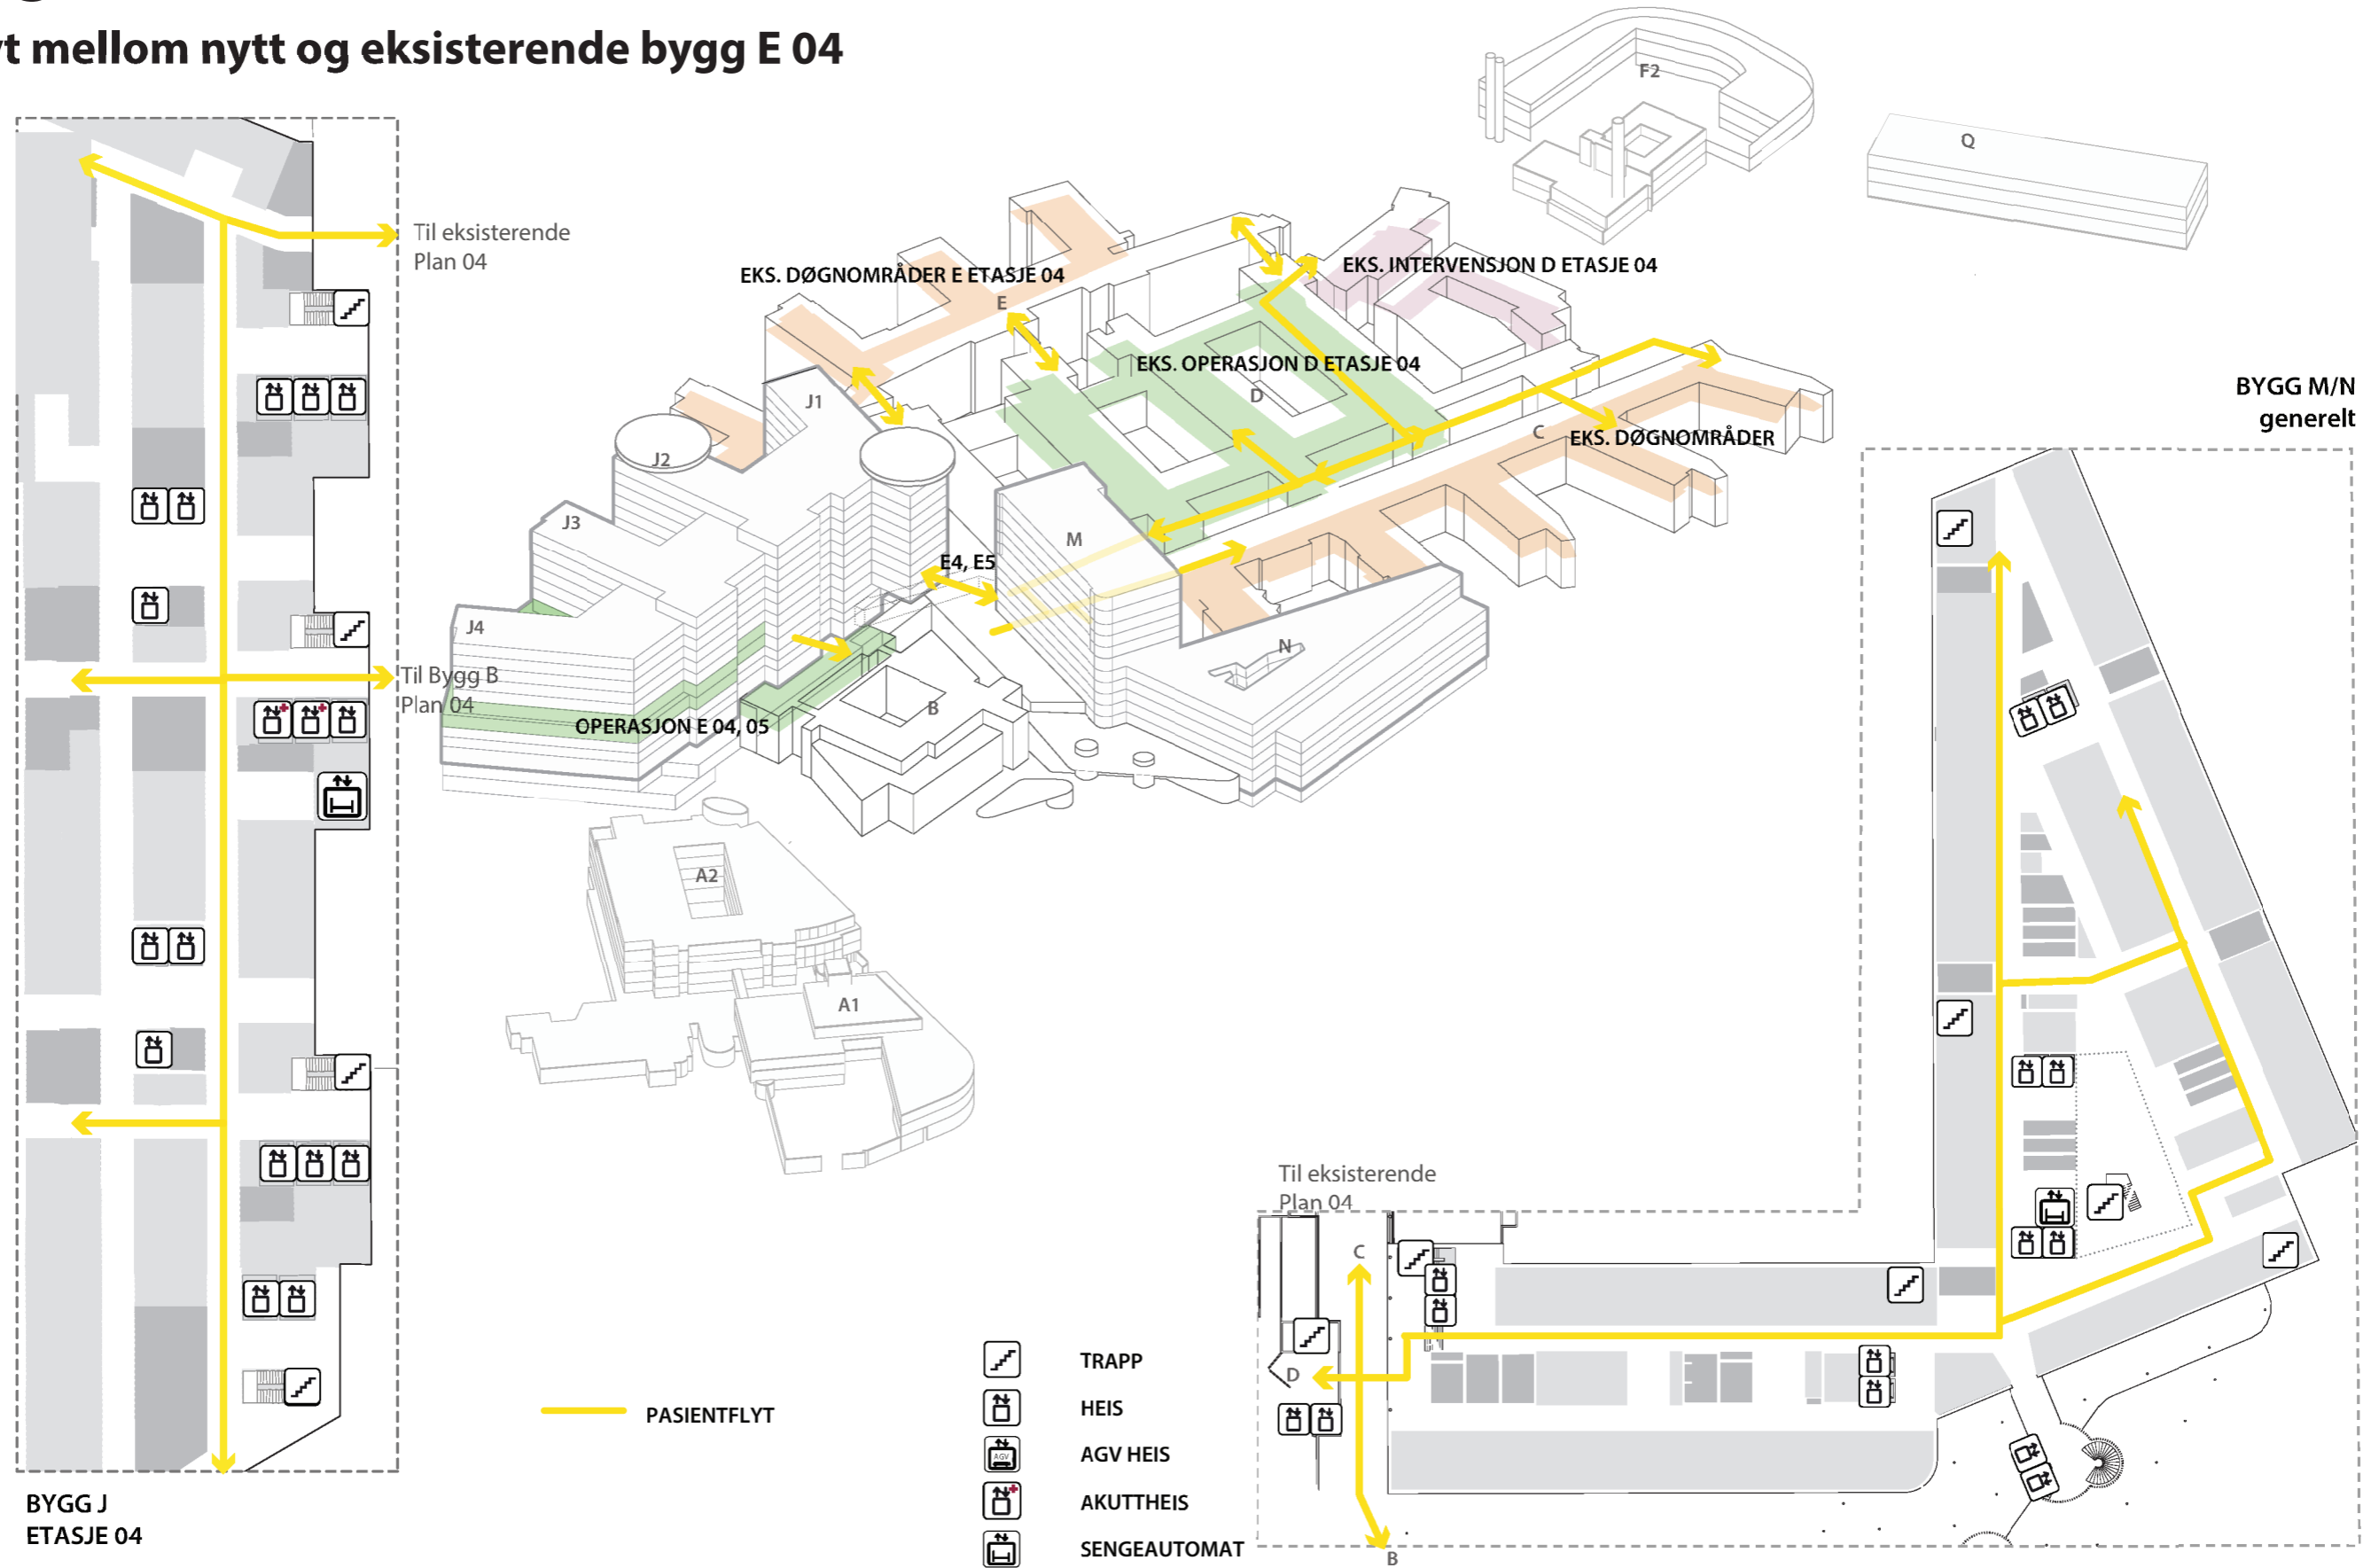 mellom nytt og eksisterende bygg E 04
Til eksisterende
Plan 04
Til Bygg B
Plan 04
BYGG J
ETASJE 04
F2
Q
EKS. DØGNOMRÅDER E ETASJE 04
E
EKS. INTERVENSJON D ETASJE 04
EKS. OPERASJON D ETASJE 04
D
C
EKS. DØGNOMRÅDER
J1
J2
J3
J4
M
E4, E5
N
B
OPERASJON E 04, 05
A2
A1
BYGG M/N
generelt
Til eksisterende
Plan 04
C
D
B
PASIENTFLYT
TRAPP
HEIS
AGV
AGV HEIS
AKUTTHEIS
SENGEAUTOMAT